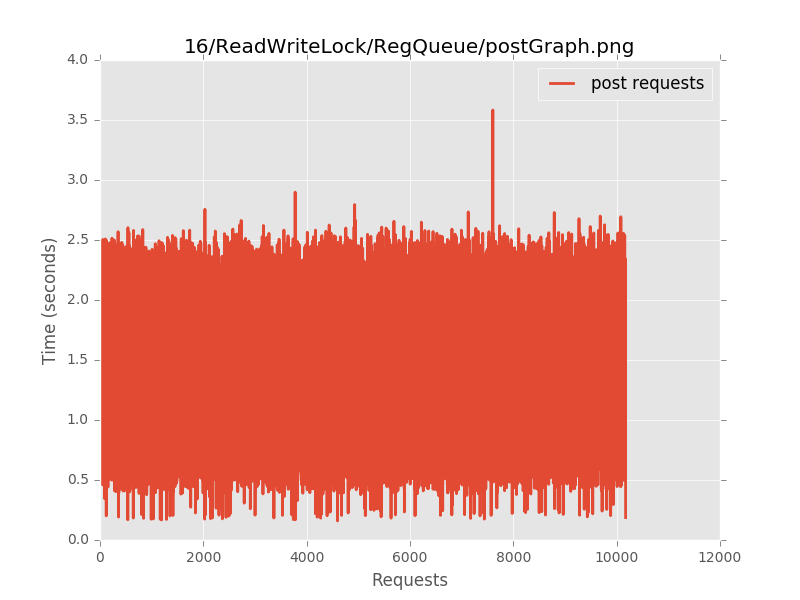 16/ReadWriteLock/RegQueue/postGraph.png
post requests
4.0
3.5
3.0
2.5
2.0
1.5
1.0
0.5
0.0
Time (seconds)
0 2000 4000 6000 8000 10000 12000
Requests